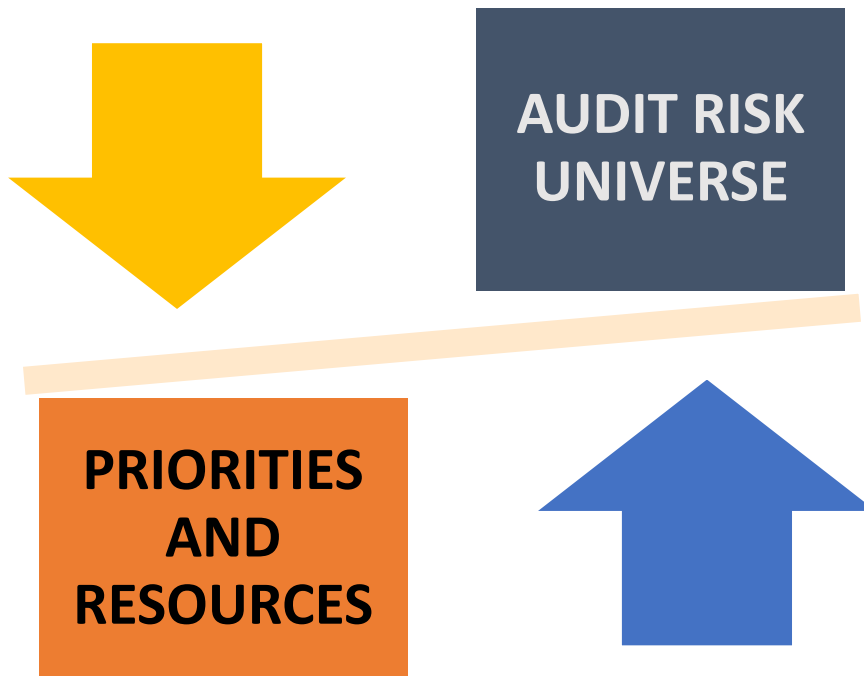 AUDIT RISK
UNIVERSE
PRIORITIES
AND
RESOURCES